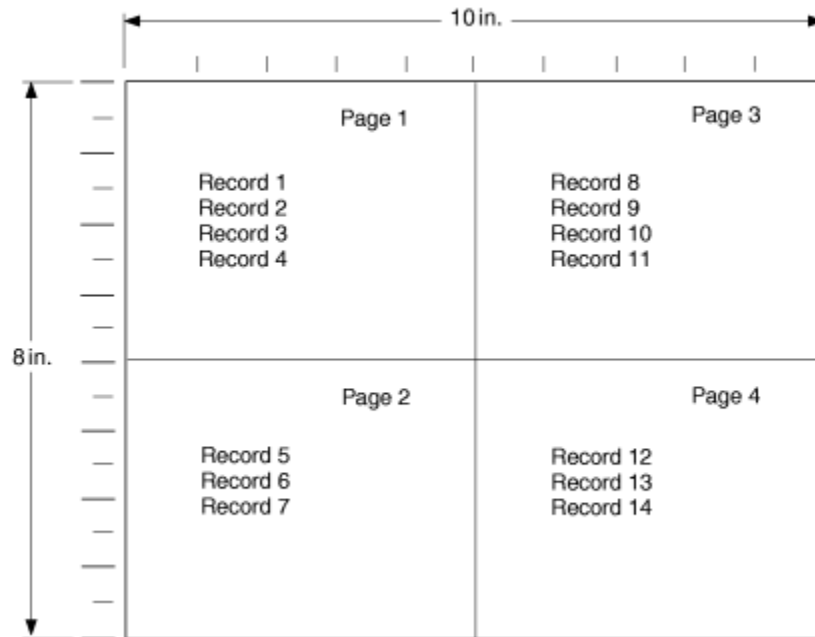 10 in.
Page 1
Record 1
Record 2
Record 3
Record 4
Page 3
Record 8
Record 9
Record 10
Record 11
8 in.
Page 2
Record 5
Record 6
Record 7
Page 4
Record 12
Record 13
Record 14